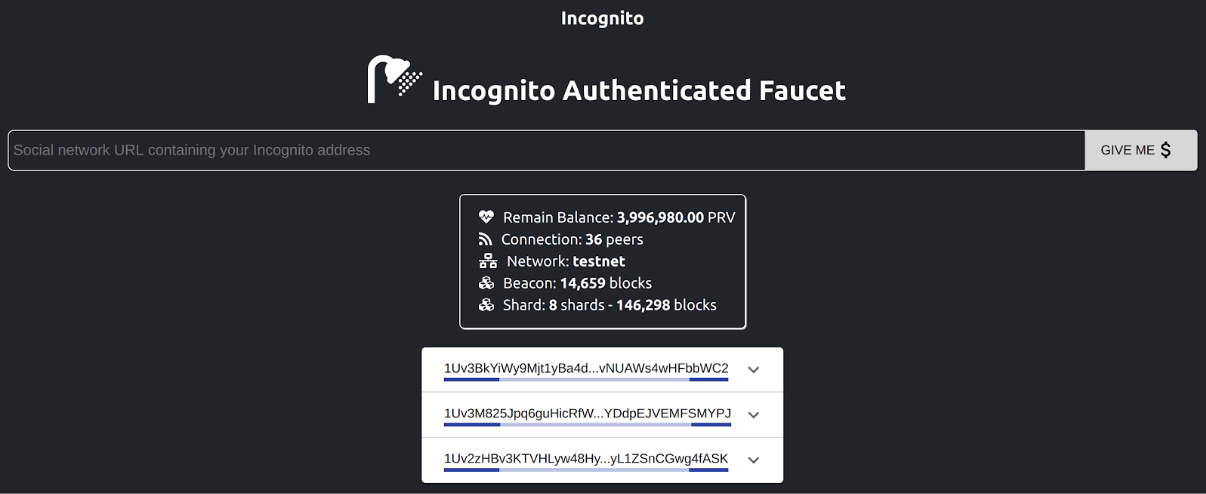 Incognito
Incognito Authenticated Faucet
Social network URL containing your Incognito address
GIVE ME $
Remain Balance: 3,996,980.00 PRV
Connection: 36 peers
Network: testnet
Beacon: 14,659 blocks
Shard: 8 shards - 146,298 blocks
1Uv3BkYiWy9Mjt1yBa4d...vNUAWs4wHFbbWC2
1Uv3M825Jpq6guHicRfW...YDdpEJVEMFSMYPJ
1Uv2zHBv3KTVHLyw48Hy...yL1ZSnCGwg4fASK